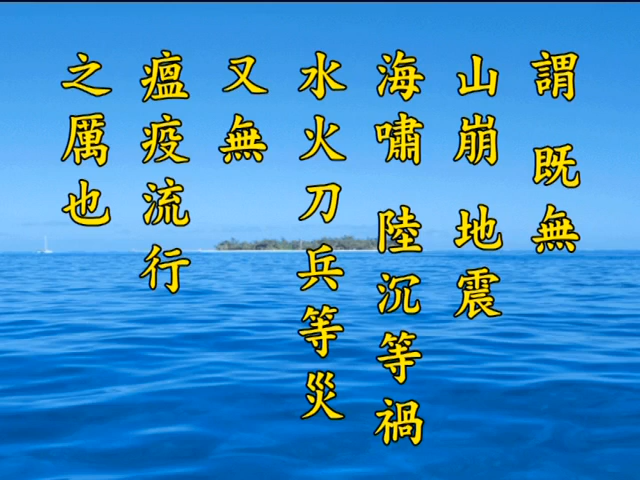 謂 既無
山崩 地震
海嘯 陸沉等禍
水火刀兵等災
又無
瘟疫流行
之厲也